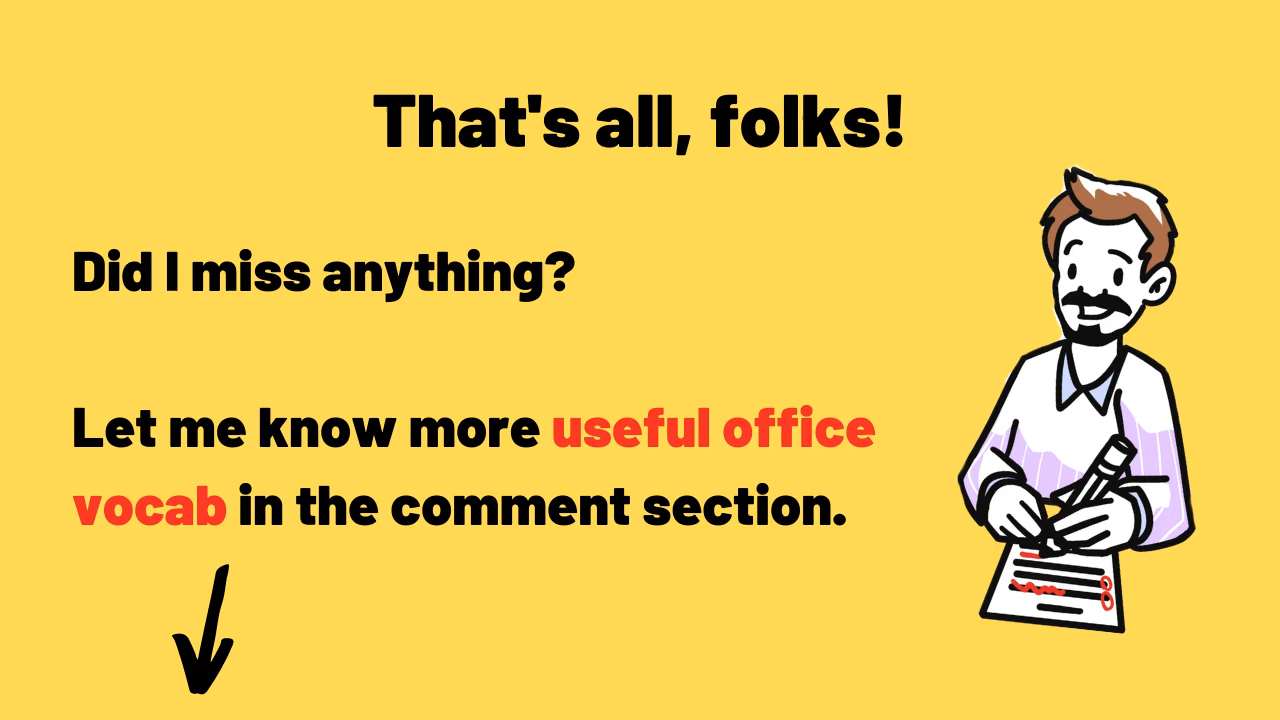 That's all, folks!
Did I miss anything?
Let me know more useful office
vocab in the comment section.